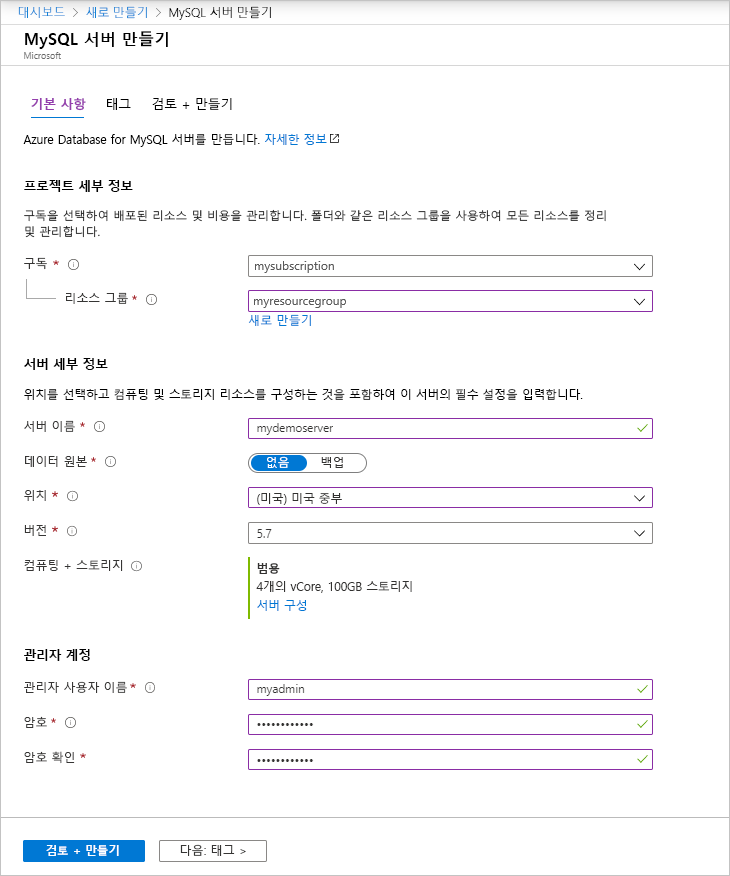 대시보드 > 새로 만들기 > MySQL 서버 만들기
MySQL 서버 만들기
Microsoft
기본 사항 태그 검토 + 만들기
Azure Database for MySQL 서버를 만듭니다. 자세한 정보
프로젝트 세부 정보
구독을 선택하여 배포된 리소스 및 비용을 관리합니다. 폴더와 같은 리소스 그룹을 사용하여 모든 리소스를 정리
및 관리합니다.
구독 * mysubscription
리소스 그룹 * myresourcegroup
새로 만들기
서버 세부 정보
위치를 선택하고 컴퓨팅 및 스토리지 리소스를 구성하는 것을 포함하여 이 서버의 필수 설정을 입력합니다.
서버 이름 * mydemoserver
데이터 원본 * 없음 백업
위치 * (미국) 미국 중부
버전 * 5.7
컴퓨팅 + 스토리지 범용
4개의 vCore, 100GB 스토리지
서버 구성
관리자 계정
관리자 사용자 이름 * myadmin
암호 * ••••••••••••
암호 확인 * ••••••••••••
검토 + 만들기 다음: 태그 >